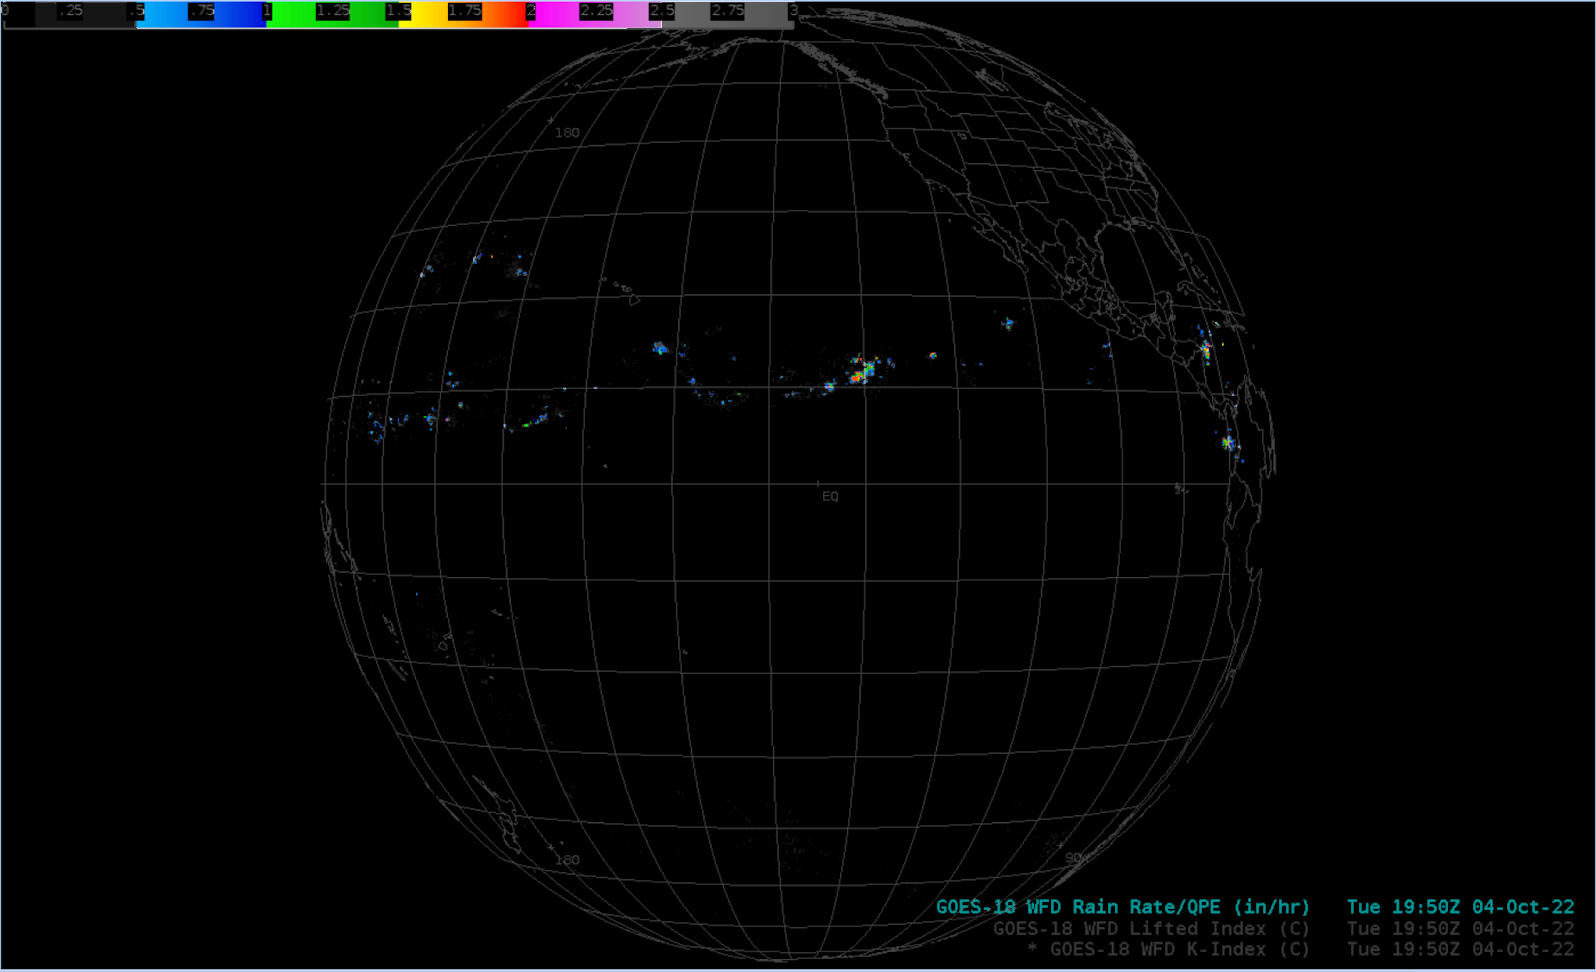 0 .25 .5 .75 1 1.25 1.5 1.75 2 2.25 2.5 2.75 3
180
EQ
180
90W
GOES-18 WFD Rain Rate/QPE (in/hr) Tue 19:50Z 04-Oct-22
GOES-18 WFD Lifted Index (C) Tue 19:50Z 04-Oct-22
* GOES-18 WFD K-Index (C) Tue 19:50Z 04-Oct-22